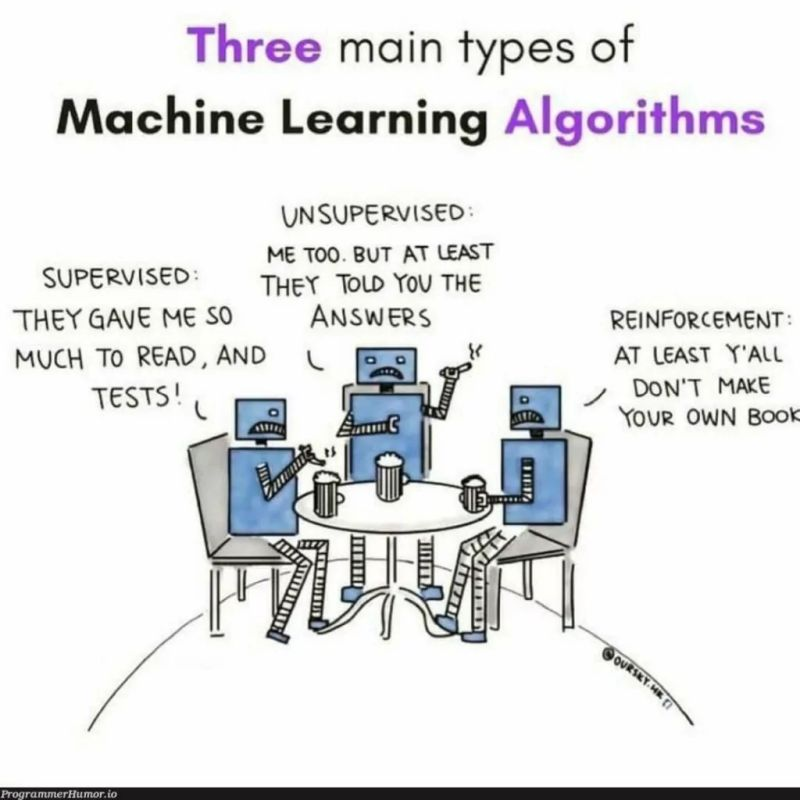 Three main types of
Machine Learning Algorithms
UNSUPERVISED:
ME TOO. BUT AT LEAST
THEY TOLD YOU THE
ANSWERS
SUPERVISED:
THEY GAVE ME SO
MUCH TO READ, AND
TESTS!
REINFORCEMENT:
AT LEAST Y'ALL
DON'T MAKE
YOUR OWN BOOK
@OURSKY.HK
ProgrammerHumor.io